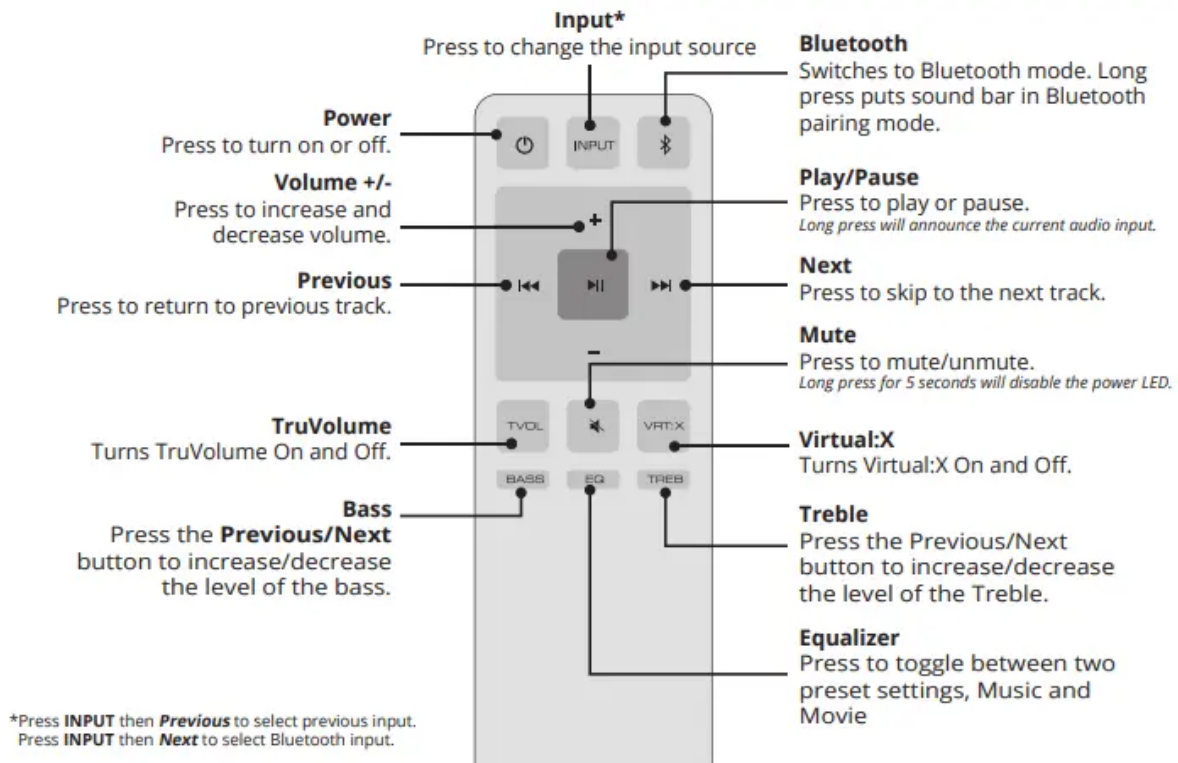 Input*
Press to change the input source
Power
Press to turn on or off.
Volume +/-
Press to increase and
decrease volume.
Previous
Press to return to previous track.
TruVolume
Turns TruVolume On and Off.
Bass
Press the Previous/Next
button to increase/decrease
the level of the bass.
INPUT
+
-
TVOL
VRT:X
BASS
EQ
TREB
Bluetooth
Switches to Bluetooth mode. Long
press puts sound bar in Bluetooth
pairing mode.
Play/Pause
Press to play or pause.
Long press will announce the current audio input.
Next
Press to skip to the next track.
Mute
Press to mute/unmute.
Long press for 5 seconds will disable the power LED.
Virtual:X
Turns Virtual:X On and Off.
Treble
Press the Previous/Next
button to increase/decrease
the level of the Treble.
Equalizer
Press to toggle between two
preset settings, Music and
Movie
*Press INPUT then Previous to select previous input.
Press INPUT then Next to select Bluetooth input.